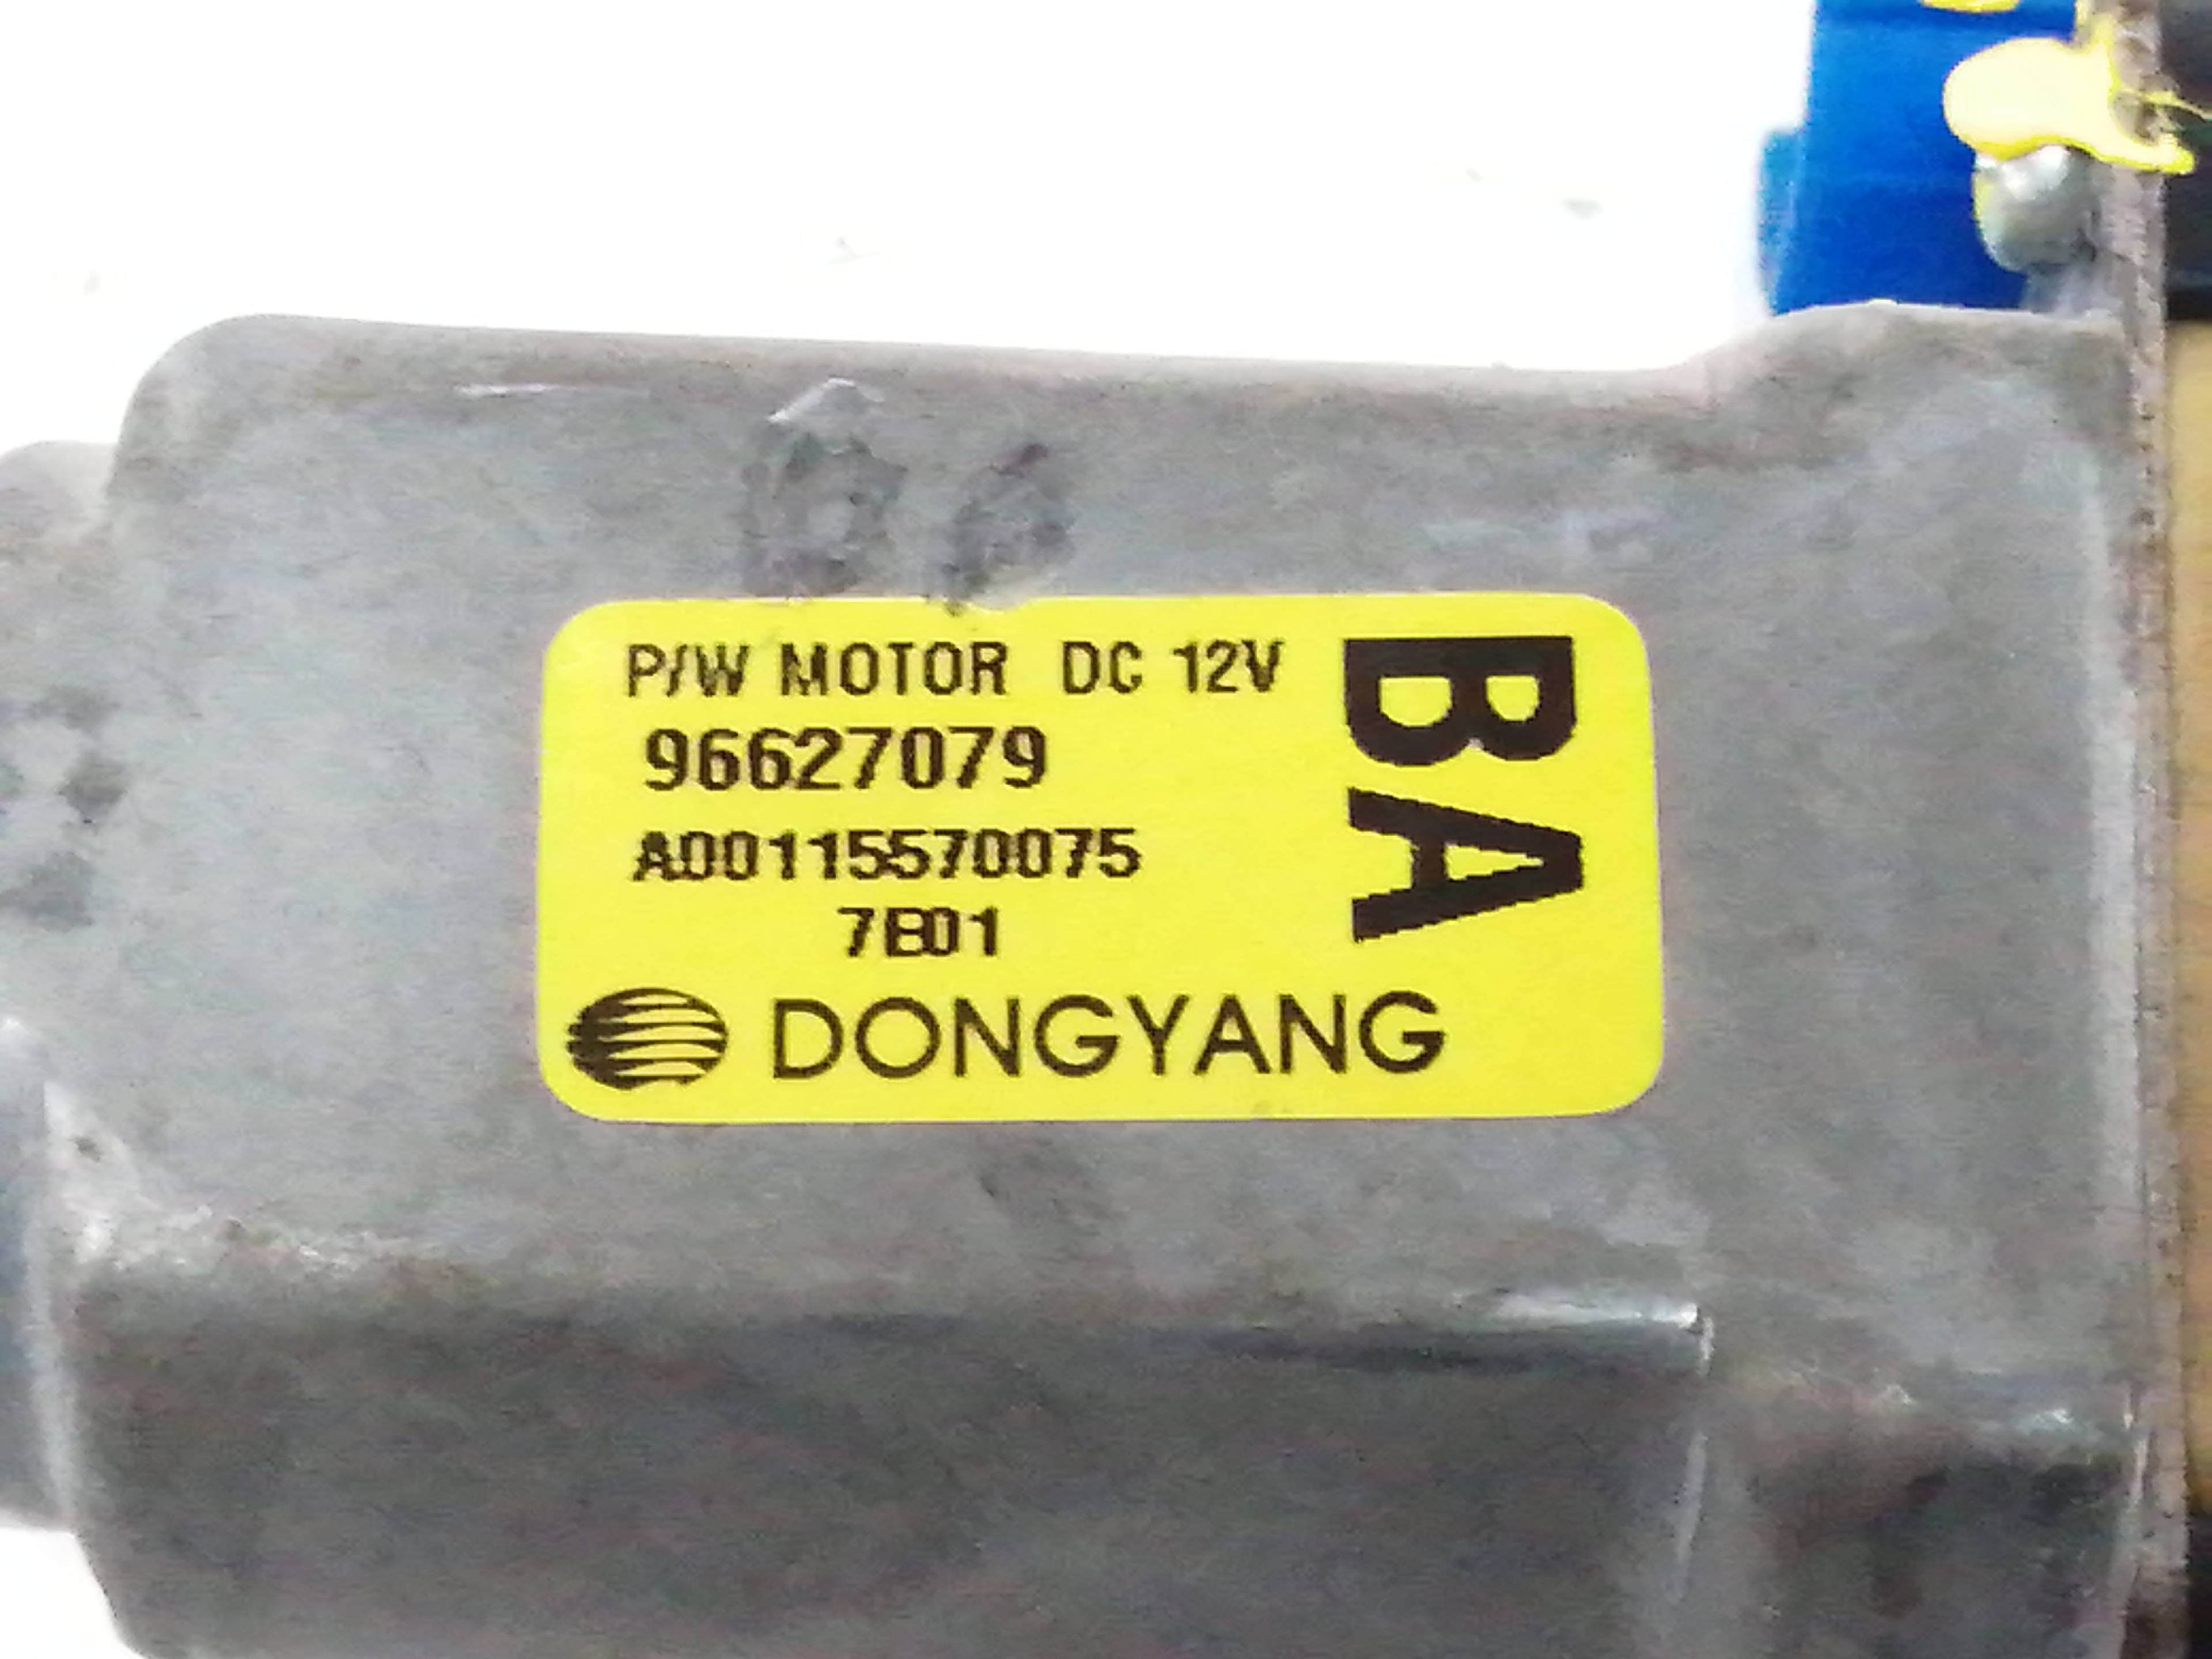 P/W MOTOR DC 12V
96627079
A00115570075
7B01
DONGYANG
BA